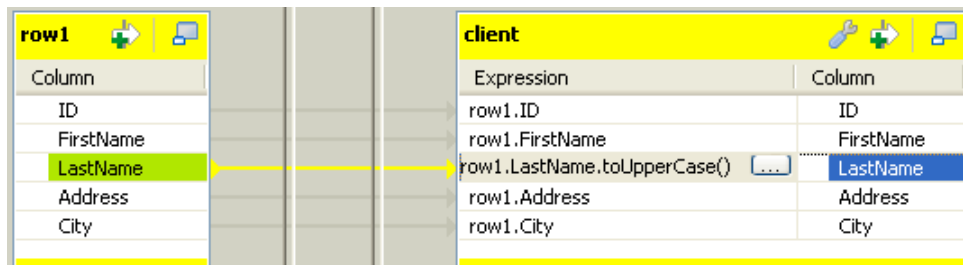 row1 client
Column Expression Column
ID row1.ID ID
FirstName row1.FirstName FirstName
LastName row1.LastName.toUpperCase() ... LastName
Address row1.Address Address
City row1.City City